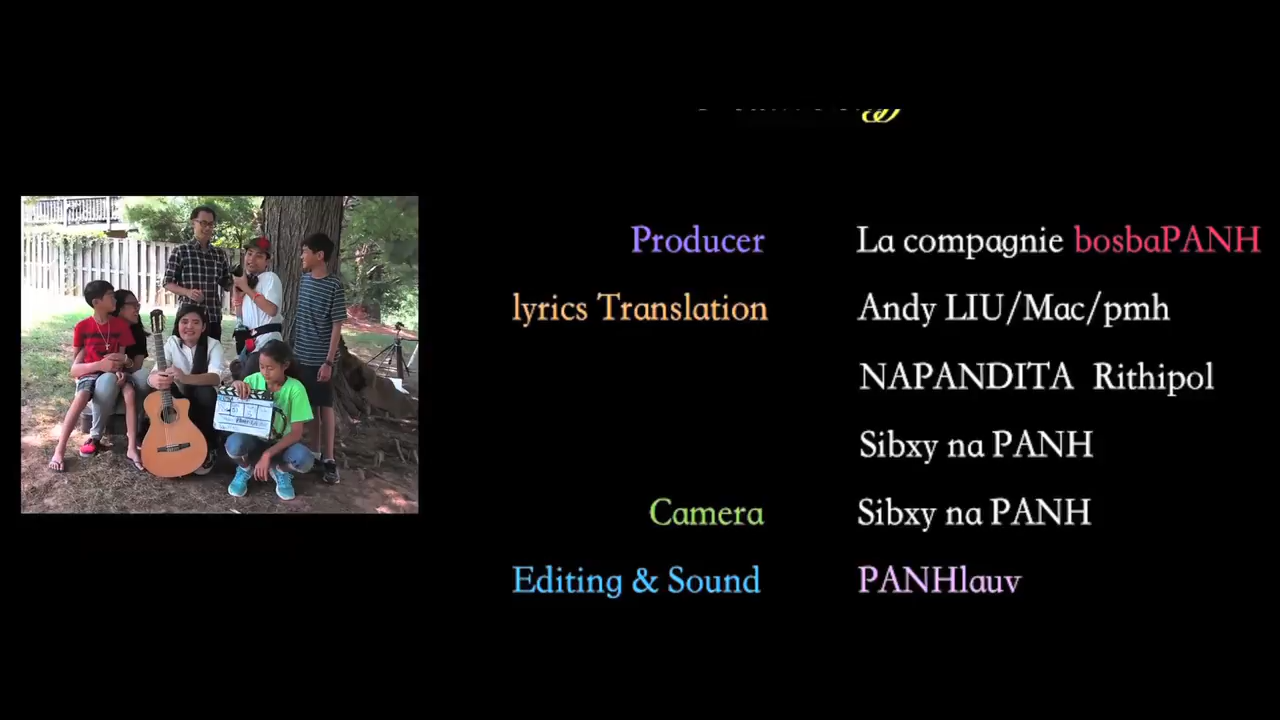 Producer La compagnie bosbaPANH
lyrics Translation Andy LIU/Mac/pmh
NAPANDITA Rithipol
Sibxy na PANH
Camera Sibxy na PANH
Editing & Sound PANHlauv